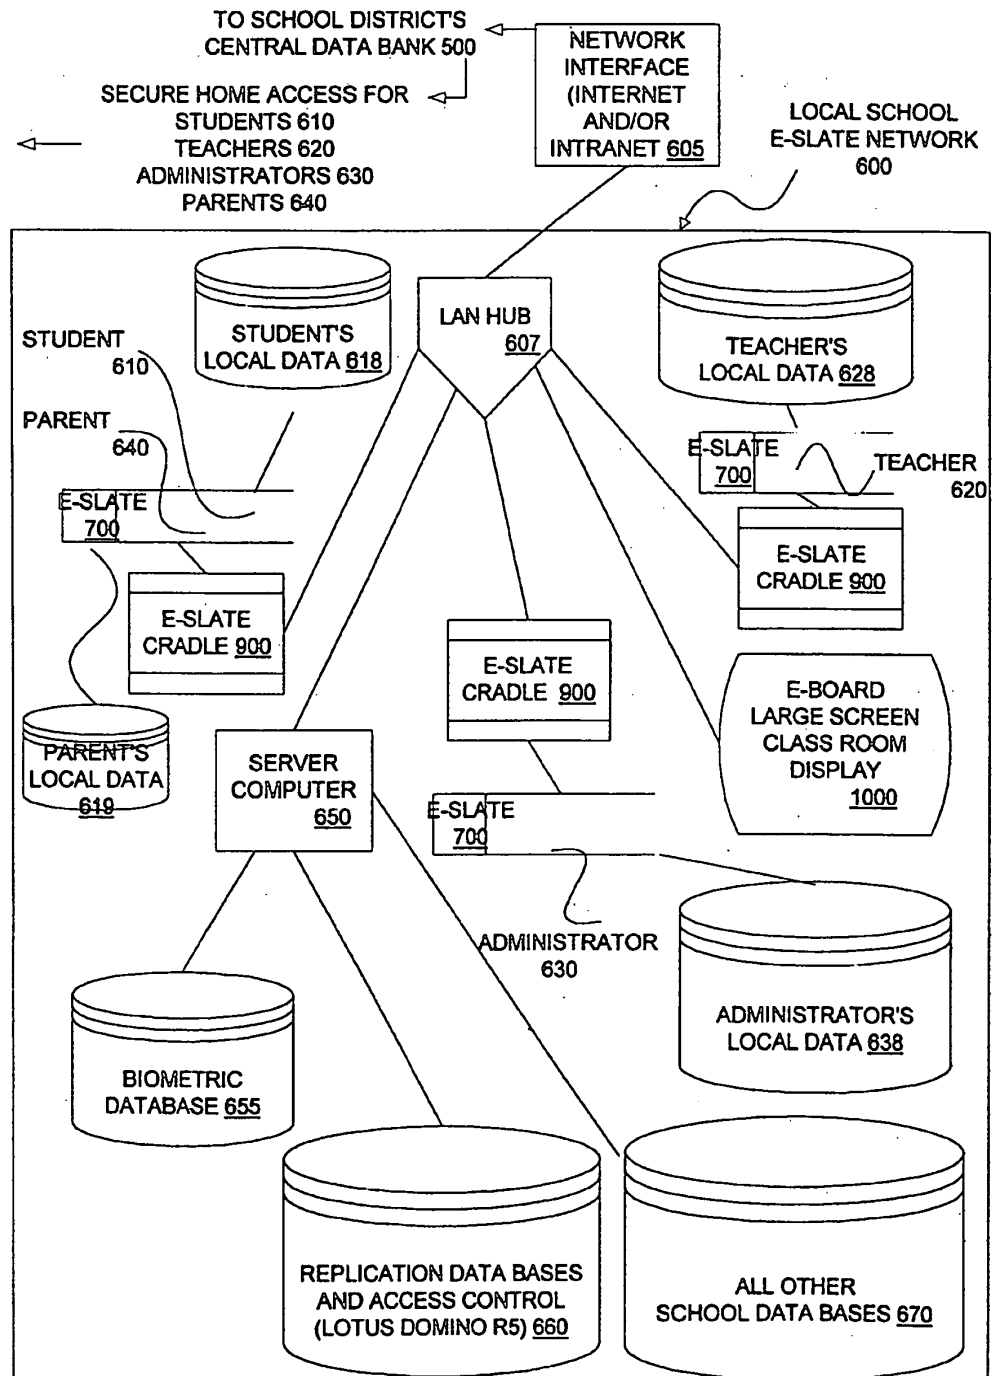 TO SCHOOL DISTRICT'S
CENTRAL DATA BANK 500
SECURE HOME ACCESS FOR
STUDENTS 610
TEACHERS 620
ADMINISTRATORS 630
PARENTS 640
NETWORK
INTERFACE
(INTERNET
AND/OR
INTRANET 605
LOCAL SCHOOL
E-SLATE NETWORK
600
STUDENT
610
PARENT
640
STUDENT'S
LOCAL DATA 618
LAN HUB
607
TEACHER'S
LOCAL DATA 628
E-SLATE
700
TEACHER
620
E-SLATE
CRADLE 900
E-SLATE
700
E-SLATE
CRADLE 900
E-SLATE
CRADLE 900
E-BOARD
LARGE SCREEN
CLASS ROOM
DISPLAY
1000
PARENT'S
LOCAL DATA
619
SERVER
COMPUTER
650
E-SLATE
700
ADMINISTRATOR
630
ADMINISTRATOR'S
LOCAL DATA 638
BIOMETRIC
DATABASE 655
REPLICATION DATA BASES
AND ACCESS CONTROL
(LOTUS DOMINO R5) 660
ALL OTHER
SCHOOL DATA BASES 670